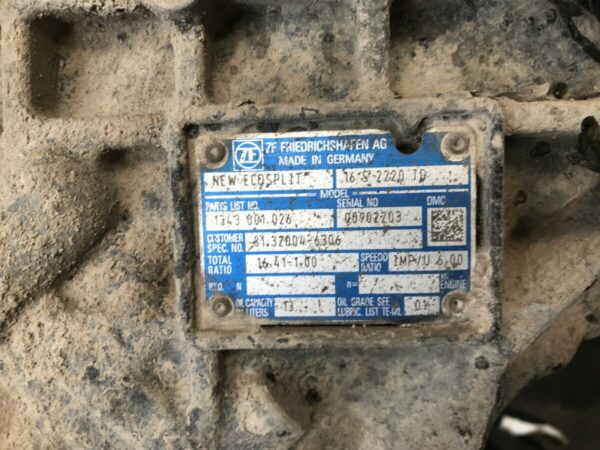 ZF ZF FRIEDRICHSHAFEN AG
MADE IN GERMANY
NEW ECOSPLIT 16 S 2220 TD
MODEL
PARTS LIST NO. SERIAL NO DMC
1343 001.026 00902203
CUSTOMER SPEC. NO. 81.32004-6306
TOTAL RATIO 16.41-1.00 SPEEDO RATIO IMP/U 6.00
P.T.O. N n= ENGINE
OIL CAPACITY LITERS 13 OIL GRADE SEE LUBRIC. LIST TE-ML